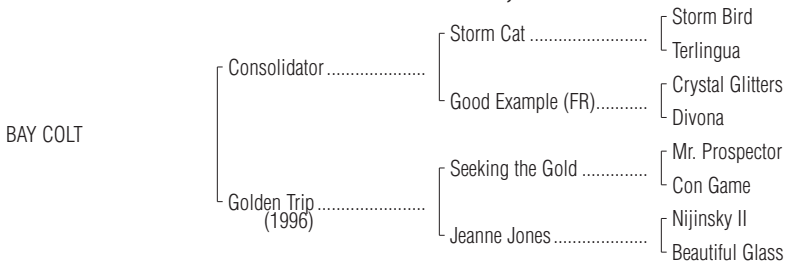 Storm Bird
Storm Cat ........................
Terlingua
Consolidator ....................
Crystal Glitters
Good Example (FR)...........
Divona
BAY COLT
Mr. Prospector
Seeking the Gold .............
Con Game
Golden Trip ......................
(1996)
Nijinsky II
Jeanne Jones ...................
Beautiful Glass